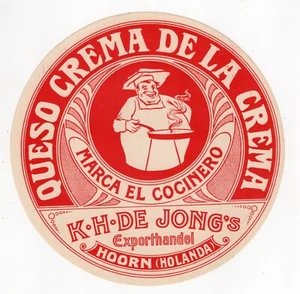 QUESO CREMA DE LA CREMA
MARCA EL COCINERO
K·H·DE JONG's
Exporthandel
HOORN (HOLANDA)